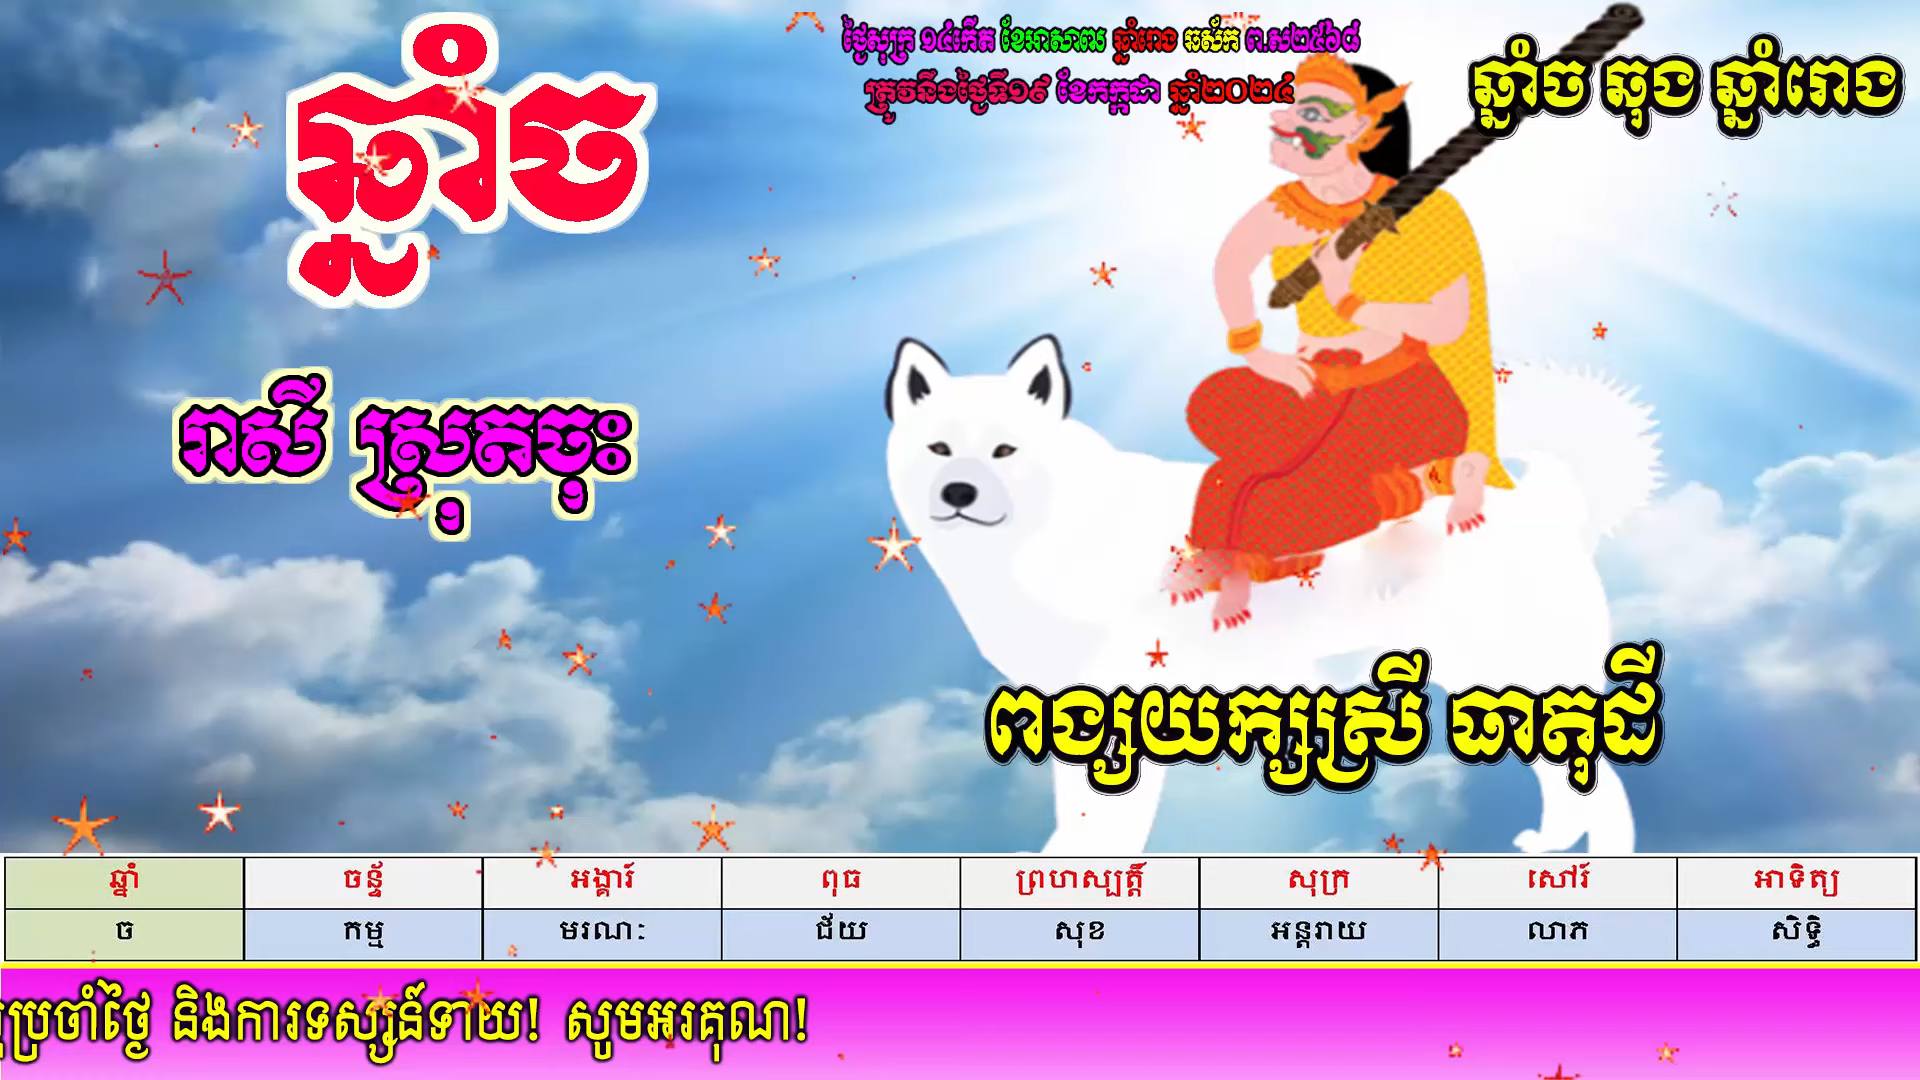 ថ្ងៃសុក្រ ១៤កើត ខែអាសាឍ ឆ្នាំរោង ឆស័ក ព.ស២៥៦៨
ត្រូវនឹងថ្ងៃទី១៩ ខែកក្កដា ឆ្នាំ២០២៤
ឆ្នាំច ឆុង ឆ្នាំរោង
ឆ្នាំច
រាសី ស្រុតចុះ
ពង្សយក្សស្រី ធាតុដី
ឆ្នាំ ចន្ទ័ អង្គារ៍ ពុធ ព្រហស្បត្តិ៍ សុក្រ សៅរ៍ អាទិត្យ
ច កម្ម មរណៈ ជ័យ សុខ អន្តរាយ លាភ សិទ្ធិ
ប្រចាំថ្ងៃ និងការទស្សន៍ទាយ! សូមអរគុណ!